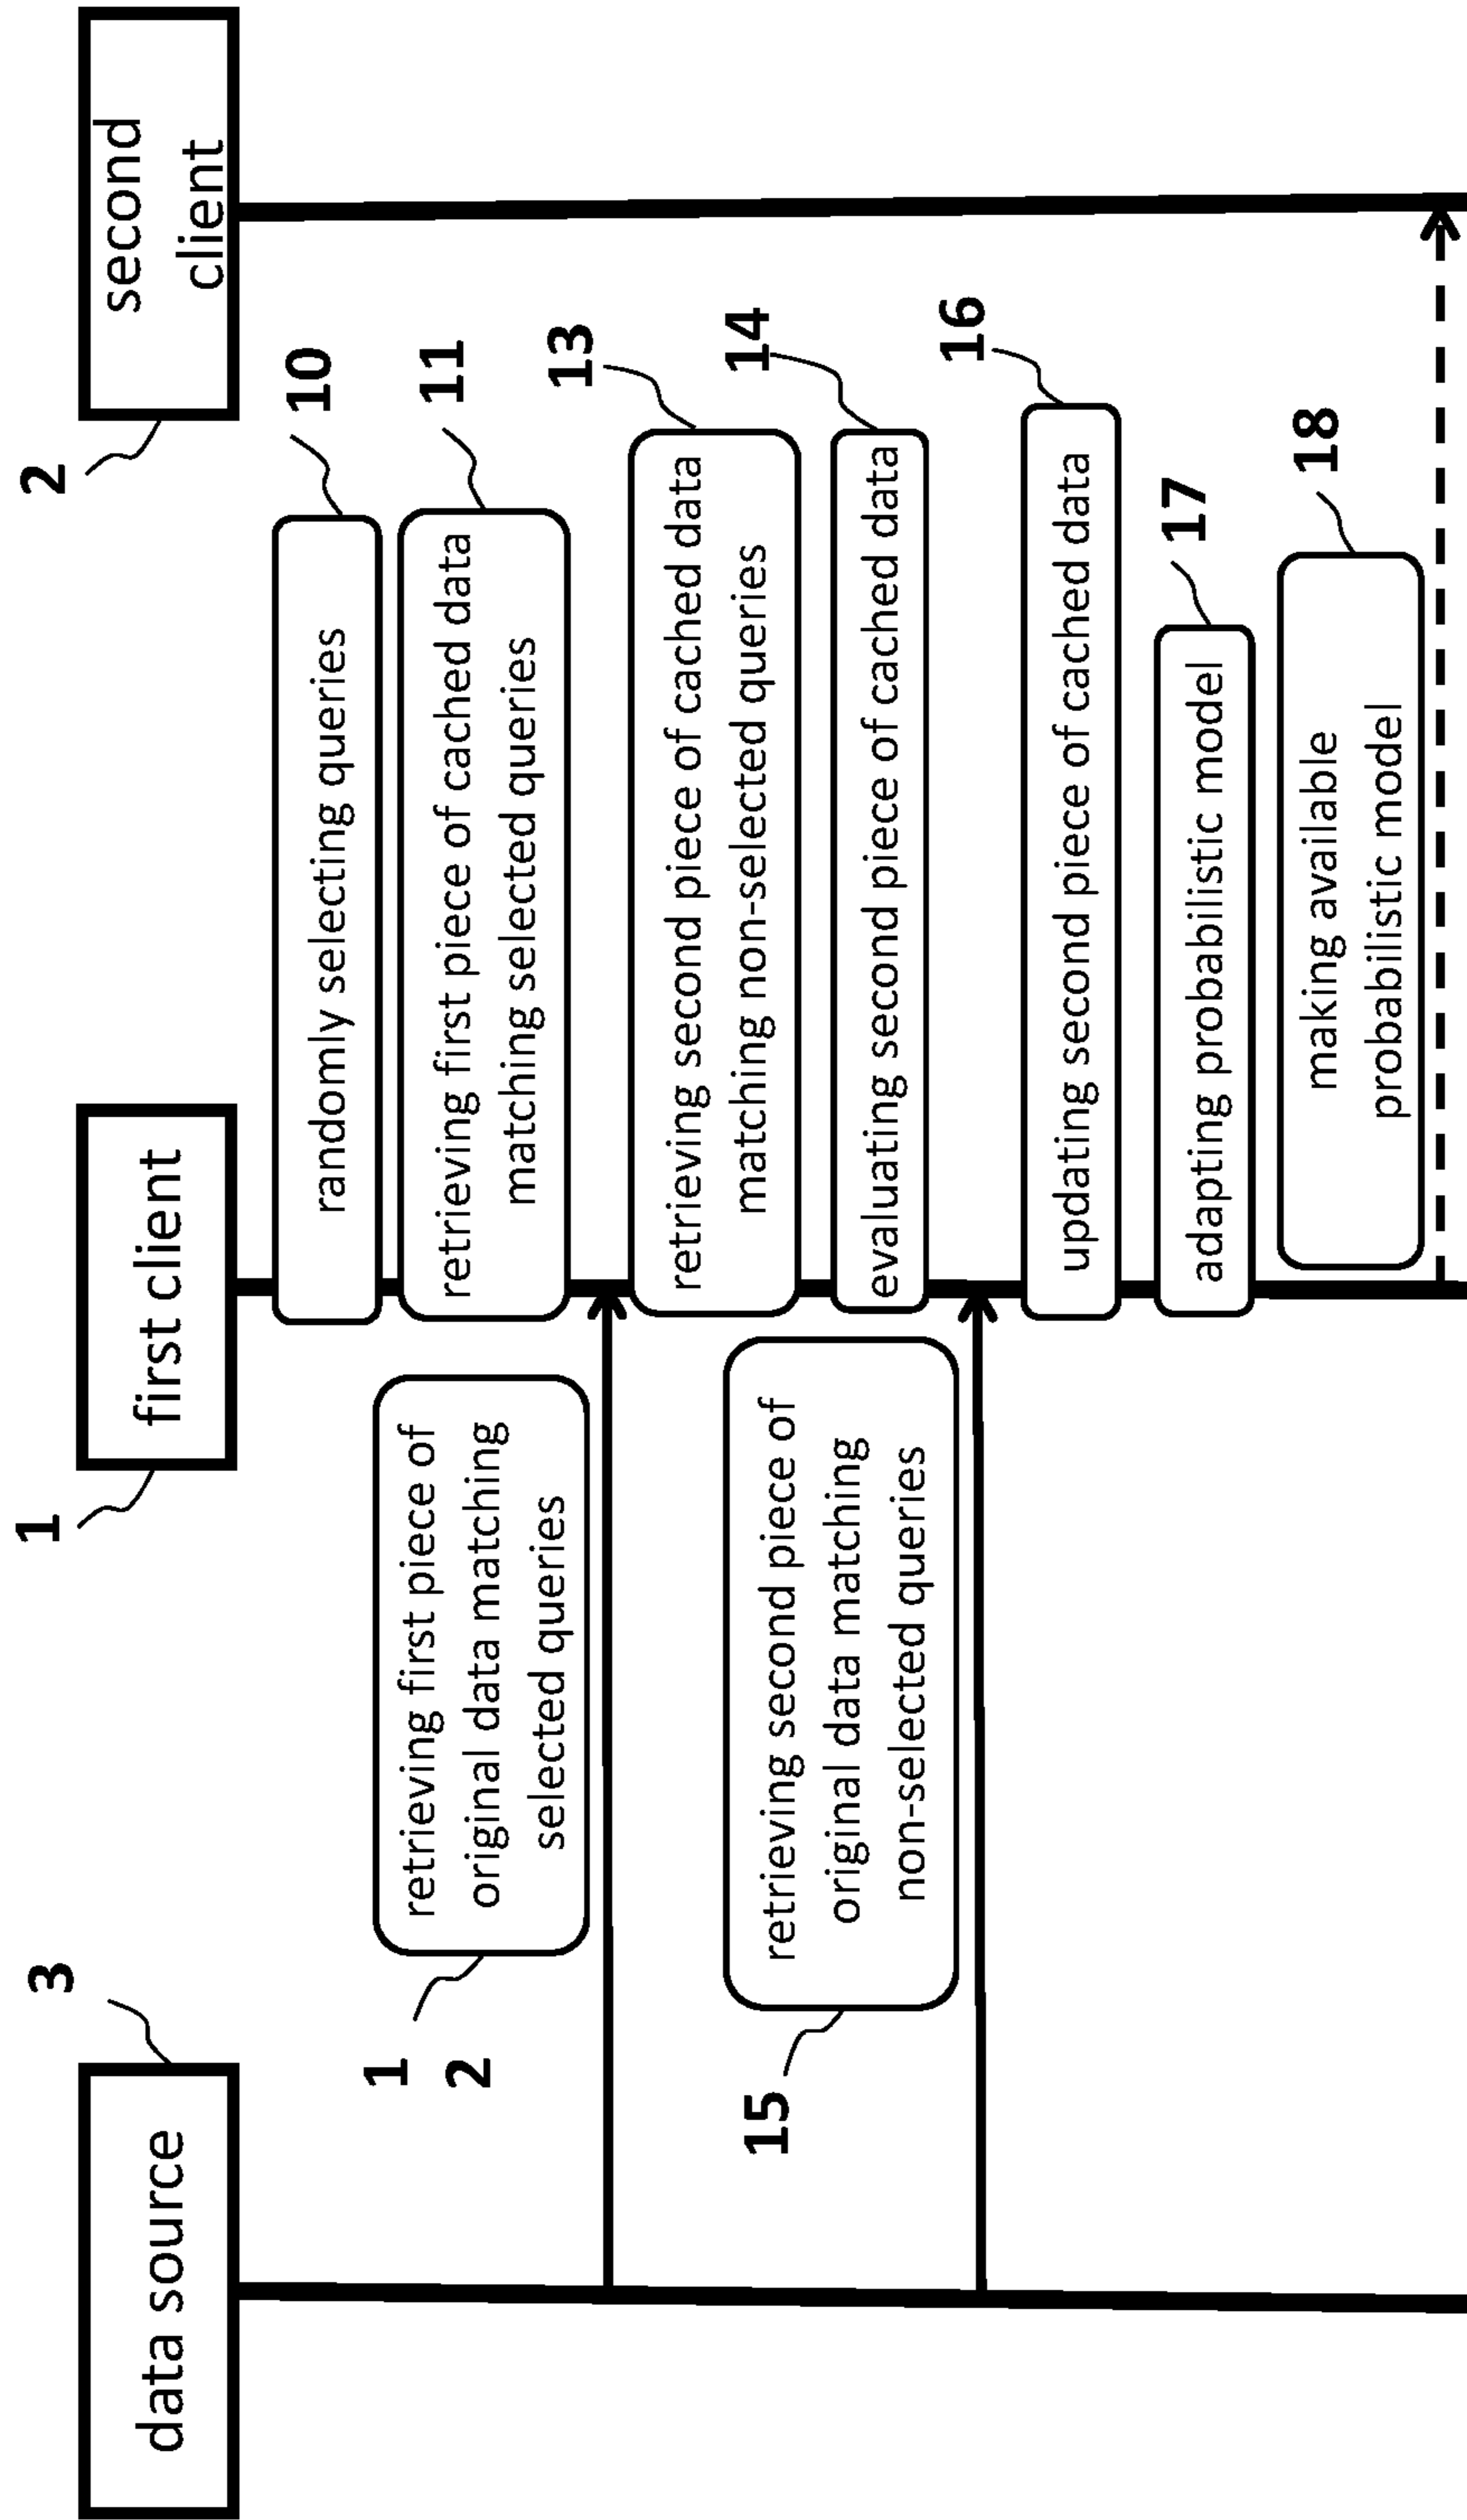 3
data source
1
first client
2
second
client
10
randomly selecting queries
11
retrieving first piece of cached data
matching selected queries
1
2
retrieving first piece of
original data matching
selected queries
13
retrieving second piece of cached data
matching non-selected queries
14
evaluating second piece of cached data
15
retrieving second piece of
original data matching
non-selected queries
16
updating second piece of cached data
17
adapting probabilistic model
18
making available
probabilistic model